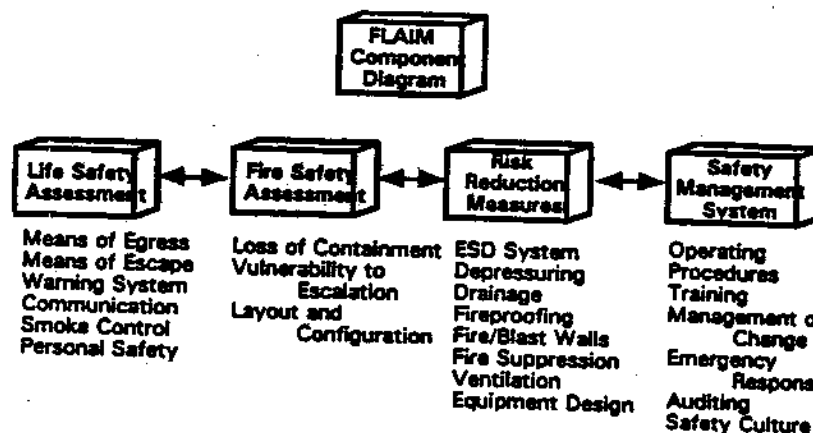 FLAIM
Component
Diagram
Life Safety
Assessment
Means of Egress
Means of Escape
Warning System
Communication
Smoke Control
Personal Safety
Fire Safety
Assessment
Loss of Containment
Vulnerability to
Escalation
Layout and
Configuration
Risk
Reduction
Measures
ESD System
Depressuring
Drainage
Fireproofing
Fire/Blast Walls
Fire Suppression
Ventilation
Equipment Design
Safety
Management
System
Operating
Procedures
Training
Management o
Change
Emergency
Respons
Auditing
Safety Culture